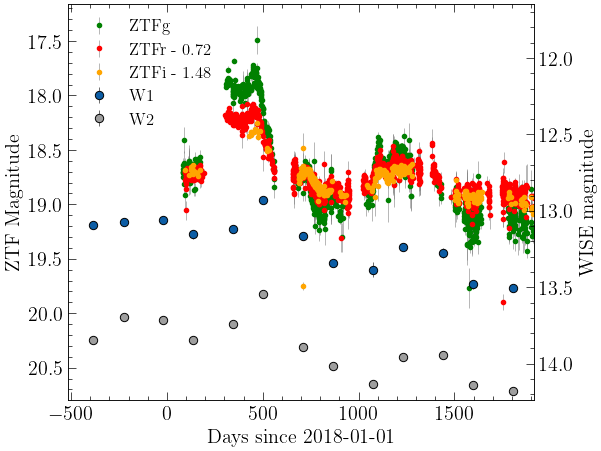 ZTFg
ZTFr - 0.72
ZTFi - 1.48
W1
W2
17.5
18.0
18.5
19.0
19.5
20.0
20.5
ZTF Magnitude
12.0
12.5
13.0
13.5
14.0
WISE magnitude
−500 0 500 1000 1500
Days since 2018-01-01